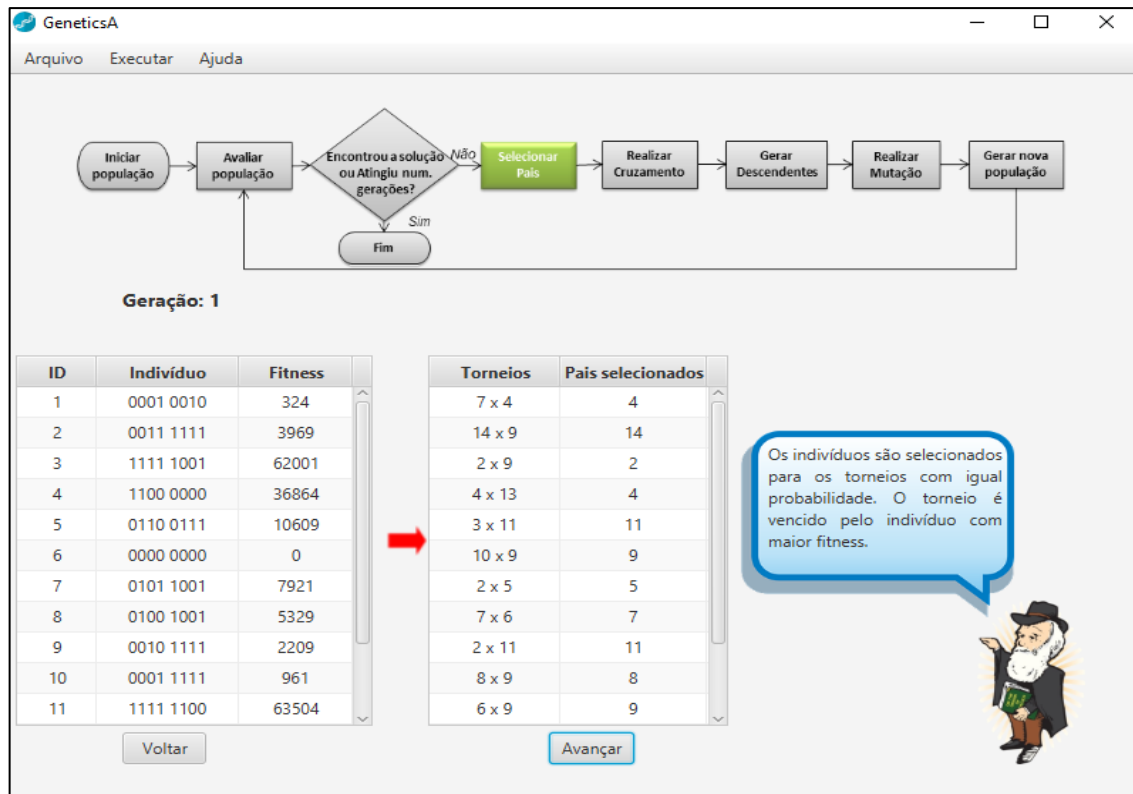 GeneticsA
Arquivo Executar Ajuda
Iniciar
população
Avaliar
população
Encontrou a solução
ou Atingiu num.
gerações?
Não
Sim
Fim
Selecionar
Pais
Realizar
Cruzamento
Gerar
Descendentes
Realizar
Mutação
Gerar nova
população
Geração: 1
ID Indivíduo Fitness
1 0001 0010 324
2 0011 1111 3969
3 1111 1001 62001
4 1100 0000 36864
5 0110 0111 10609
6 0000 0000 0
7 0101 1001 7921
8 0100 1001 5329
9 0010 1111 2209
10 0001 1111 961
11 1111 1100 63504
Voltar
Torneios Pais selecionados
7 x 4 4
14 x 9 14
2 x 9 2
4 x 13 4
3 x 11 11
10 x 9 9
2 x 5 5
7 x 6 7
2 x 11 11
8 x 9 8
6 x 9 9
Avançar
Os indivíduos são selecionados
para os torneios com igual
probabilidade. O torneio é
vencido pelo indivíduo com
maior fitness.